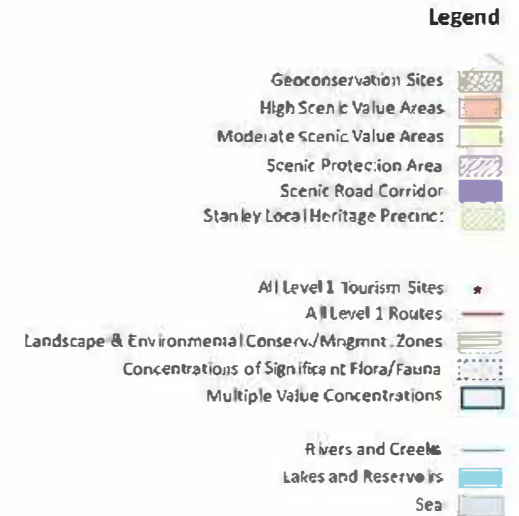 Legend
Geoconservation Sites
High Scenic Value Areas
Moderate Scenic Value Areas
Scenic Protection Area
Scenic Road Corridor
Stanley Local Heritage Precinct
All Level 1 Tourism Sites
All Level 1 Routes
Landscape & Environmental Conserv./Mngmnt. Zones
Concentrations of Significant Flora/Fauna
Multiple Value Concentrations
Rivers and Creeks
Lakes and Reservoirs
Sea